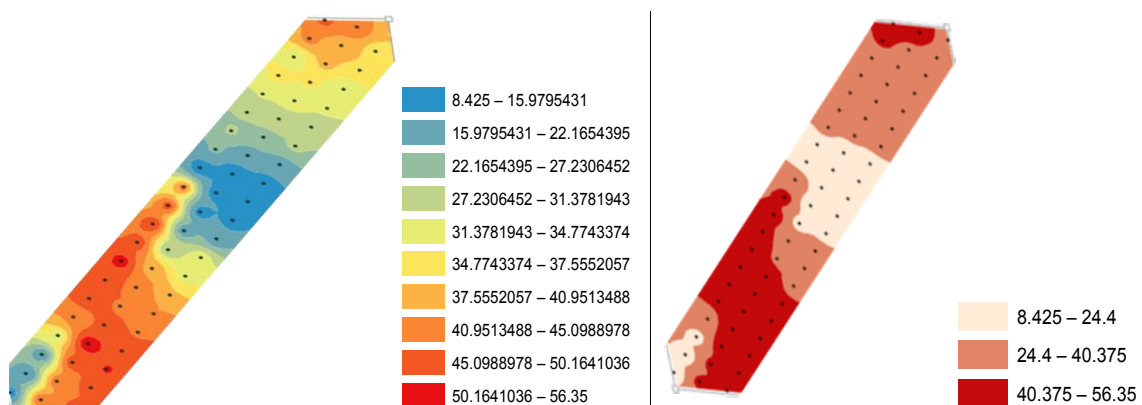 8.425 – 15.9795431
15.9795431 – 22.1654395
22.1654395 – 27.2306452
27.2306452 – 31.3781943
31.3781943 – 34.7743374
34.7743374 – 37.5552057
37.5552057 – 40.9513488
40.9513488 – 45.0988978
45.0988978 – 50.1641036
50.1641036 – 56.35
8.425 – 24.4
24.4 – 40.375
40.375 – 56.35